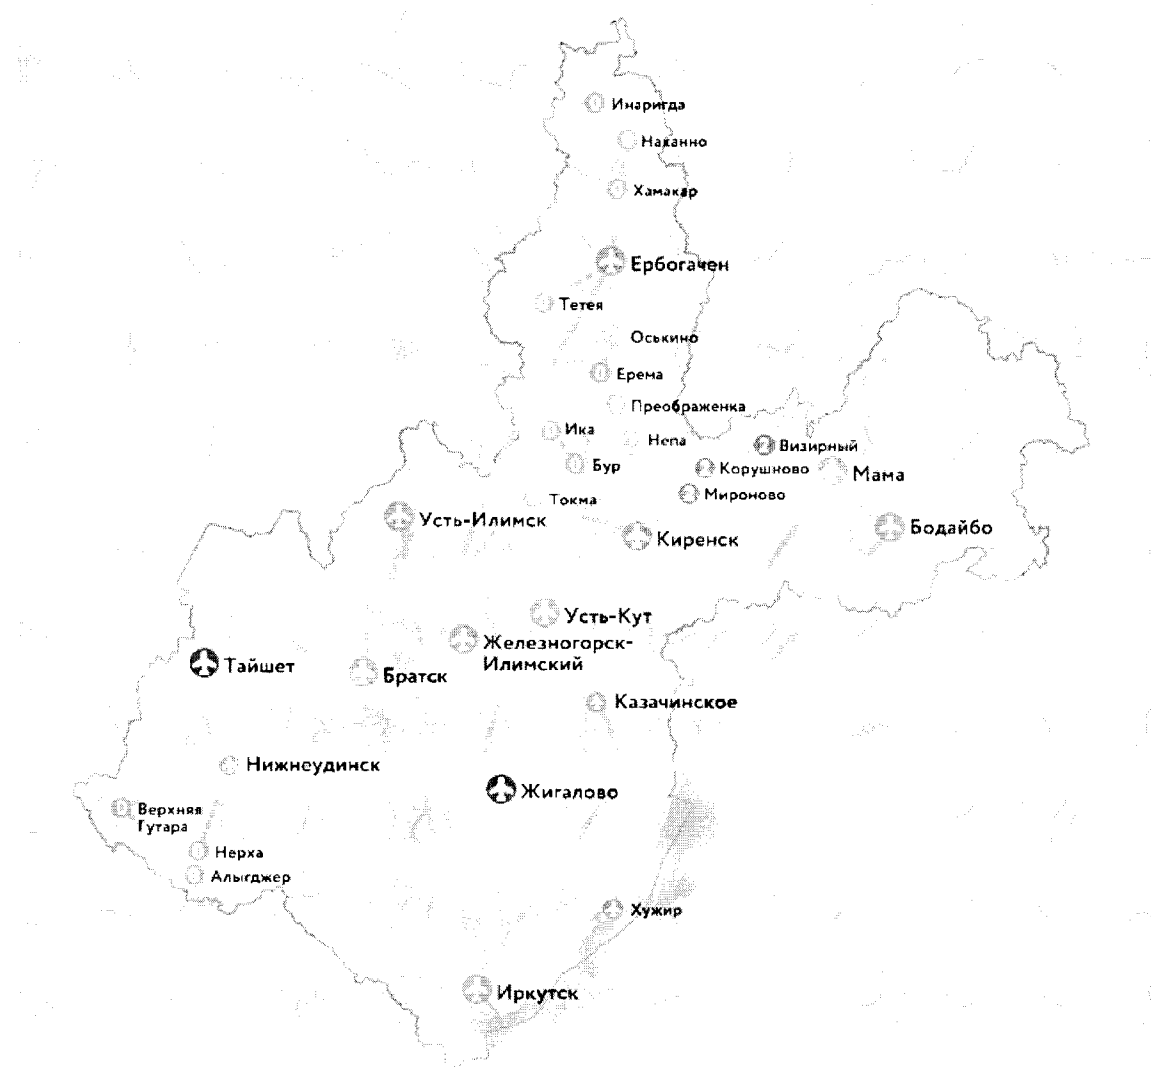 Инаригда
Наканно
Хамакар
Ербогачен
Тетея
Оськино
Ерема
Преображенка
Ика
Непа
Визирный
Бур
Корушново
Мама
Токма
Мироново
Усть-Илимск
Киренск
Бодайбо
Усть-Кут
Железногорск-
Илимский
Тайшет
Братск
Казачинское
Нижнеудинск
Жигалово
Верхняя
Гутара
Нерха
Алыгджер
Хужир
Иркутск